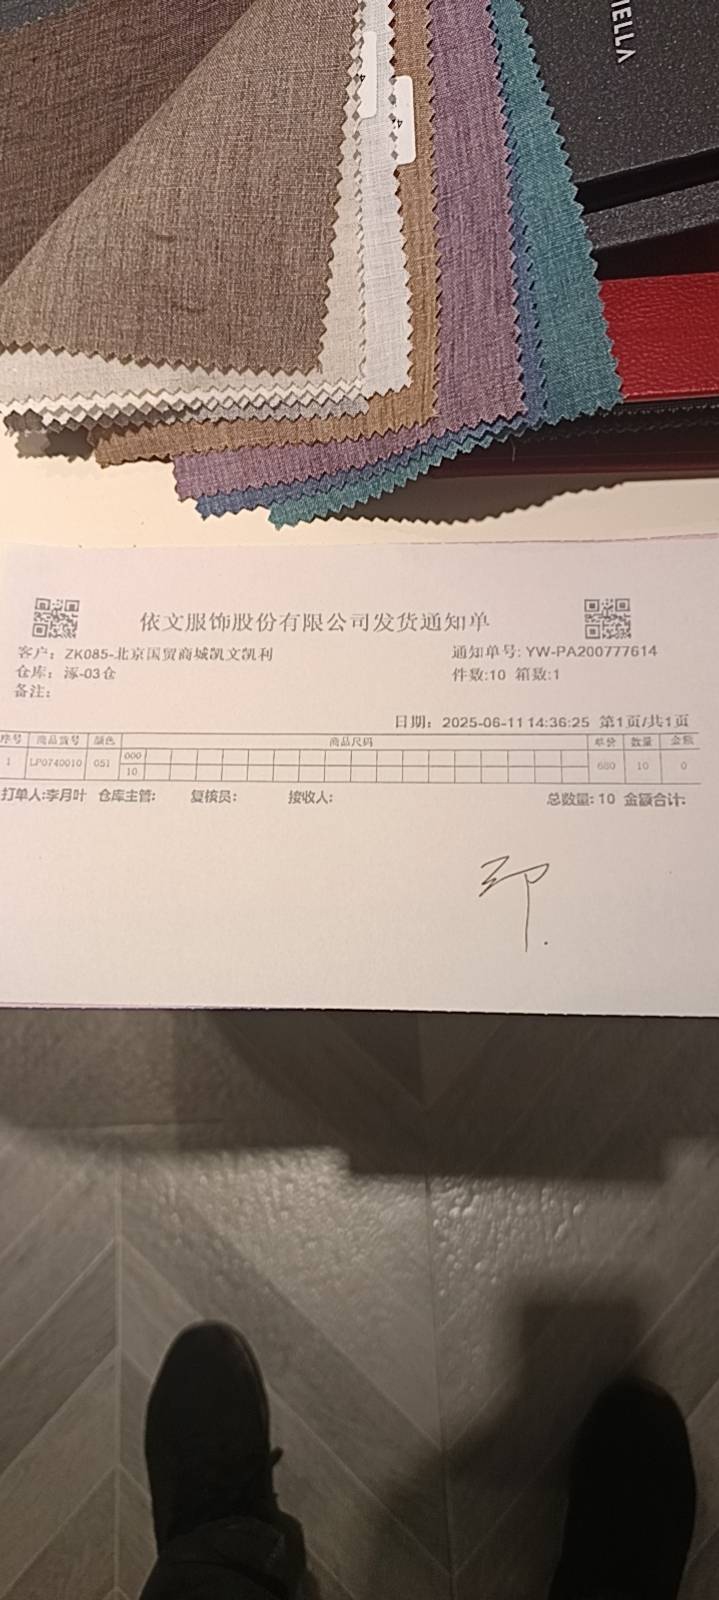 IELLA
依文服饰股份有限公司发货通知单
客户: ZK085-北京国贸商城凯文凯利
通知单号: YW-PA200777614
仓库: 涿-03仓
件数:10 箱数:1
备注:
日期: 2025-06-11 14:36:25 第1页/共1页
序号 商品货号 颜色 商品尺码 单价 数量 金额
000
1 LP0740010 051 680 10 0
10
打单人:李月叶 仓库主管: 复核员: 接收人: 总数量: 10 金额合计: